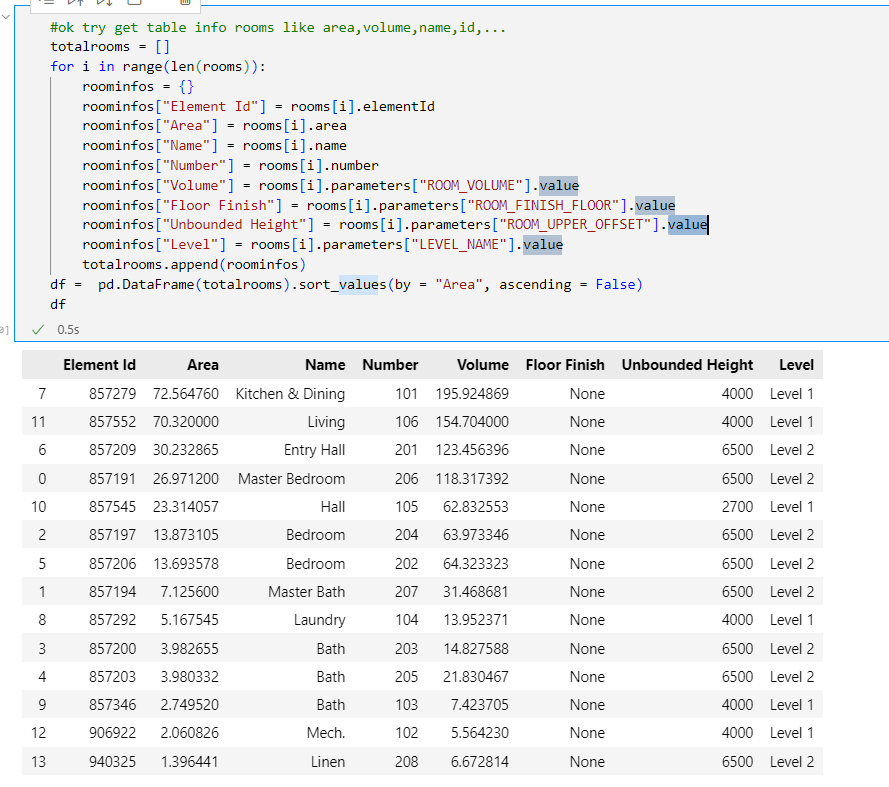 #ok try get table info rooms like area,volume,name,id,...
totalrooms = []
for i in range(len(rooms)):
    roominfos = {}
    roominfos["Element Id"] = rooms[i].elementId
    roominfos["Area"] = rooms[i].area
    roominfos["Name"] = rooms[i].name
    roominfos["Number"] = rooms[i].number
    roominfos["Volume"] = rooms[i].parameters["ROOM_VOLUME"].value
    roominfos["Floor Finish"] = rooms[i].parameters["ROOM_FINISH_FLOOR"].value
    roominfos["Unbounded Height"] = rooms[i].parameters["ROOM_UPPER_OFFSET"].value
    roominfos["Level"] = rooms[i].parameters["LEVEL_NAME"].value
    totalrooms.append(roominfos)
df =  pd.DataFrame(totalrooms).sort_values(by = "Area", ascending = False)
df
0.5s
Element Id Area Name Number Volume Floor Finish Unbounded Height Level
7 857279 72.564760 Kitchen & Dining 101 195.924869 None 4000 Level 1
11 857552 70.320000 Living 106 154.704000 None 4000 Level 1
6 857209 30.232865 Entry Hall 201 123.456396 None 6500 Level 2
0 857191 26.971200 Master Bedroom 206 118.317392 None 6500 Level 2
10 857545 23.314057 Hall 105 62.832553 None 2700 Level 1
2 857197 13.873105 Bedroom 204 63.973346 None 6500 Level 2
5 857206 13.693578 Bedroom 202 64.323323 None 6500 Level 2
1 857194 7.125600 Master Bath 207 31.468681 None 6500 Level 2
8 857292 5.167545 Laundry 104 13.952371 None 4000 Level 1
3 857200 3.982655 Bath 203 14.827588 None 6500 Level 2
4 857203 3.980332 Bath 205 21.830467 None 6500 Level 2
9 857346 2.749520 Bath 103 7.423705 None 4000 Level 1
12 906922 2.060826 Mech. 102 5.564230 None 4000 Level 1
13 940325 1.396441 Linen 208 6.672814 None 6500 Level 2